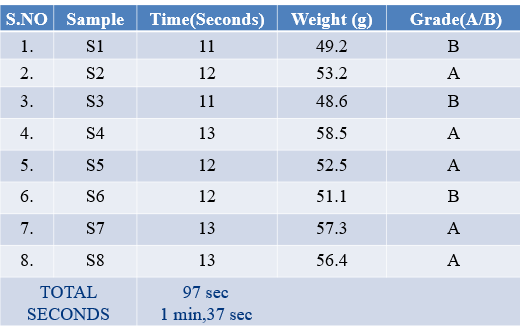 S.NO Sample Time(Seconds) Weight (g) Grade(A/B)
1. S1 11 49.2 B
2. S2 12 53.2 A
3. S3 11 48.6 B
4. S4 13 58.5 A
5. S5 12 52.5 A
6. S6 12 51.1 B
7. S7 13 57.3 A
8. S8 13 56.4 A
TOTAL 97 sec
SECONDS 1 min,37 sec